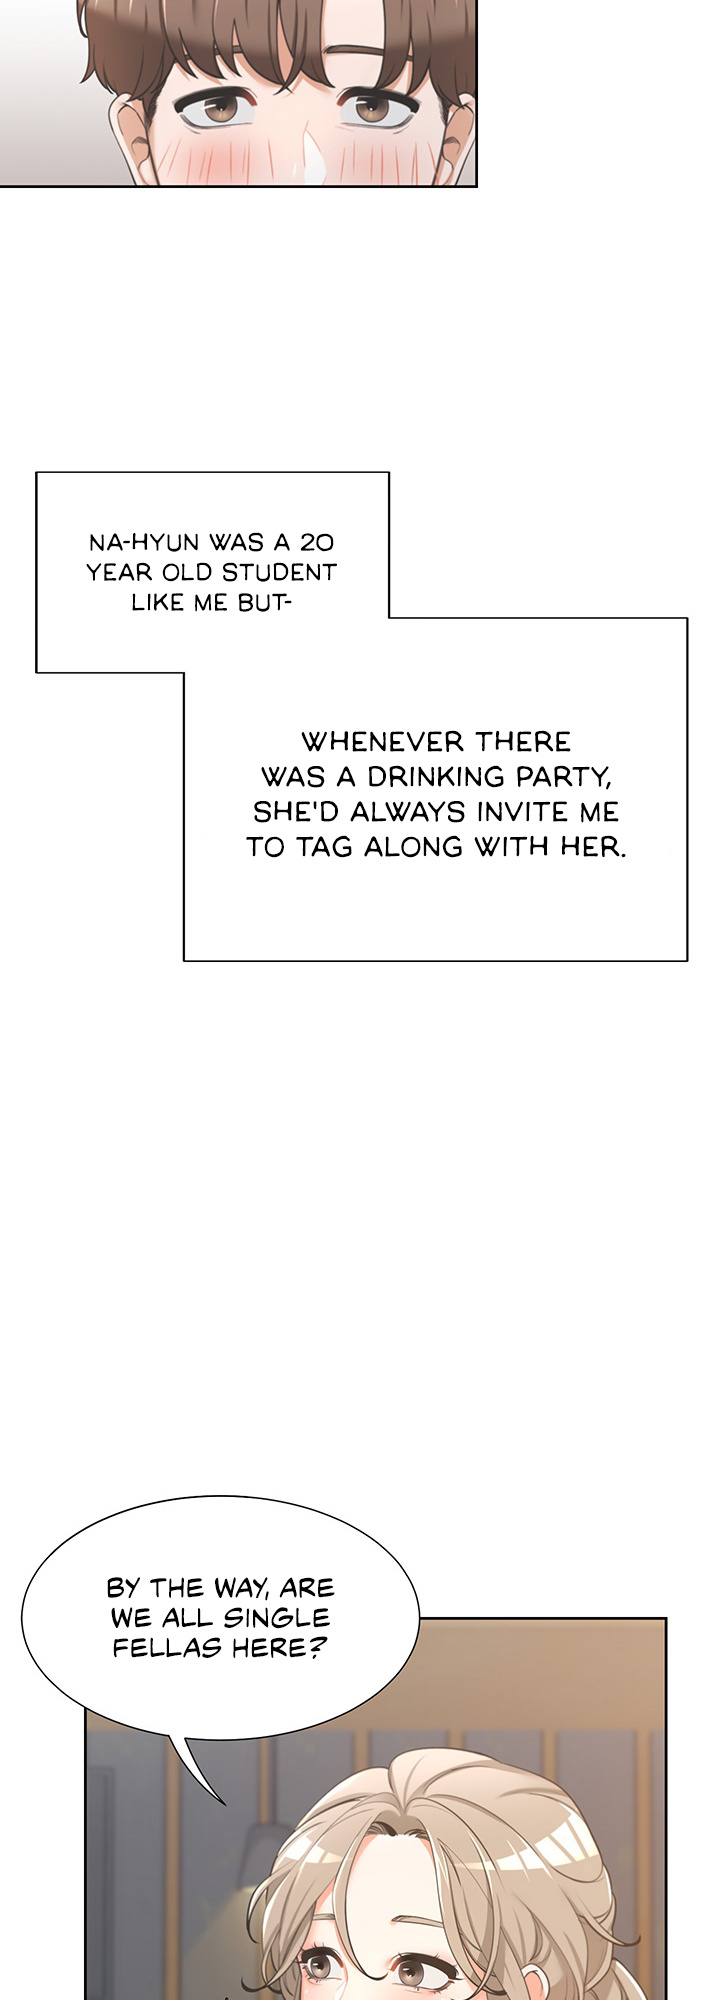 NA-HYUN WAS A 20
YEAR OLD STUDENT
LIKE ME BUT-
WHENEVER THERE
WAS A DRINKING PARTY,
SHE'D ALWAYS INVITE ME
TO TAG ALONG WITH HER.
BY THE WAY, ARE
WE ALL SINGLE
FELLAS HERE?